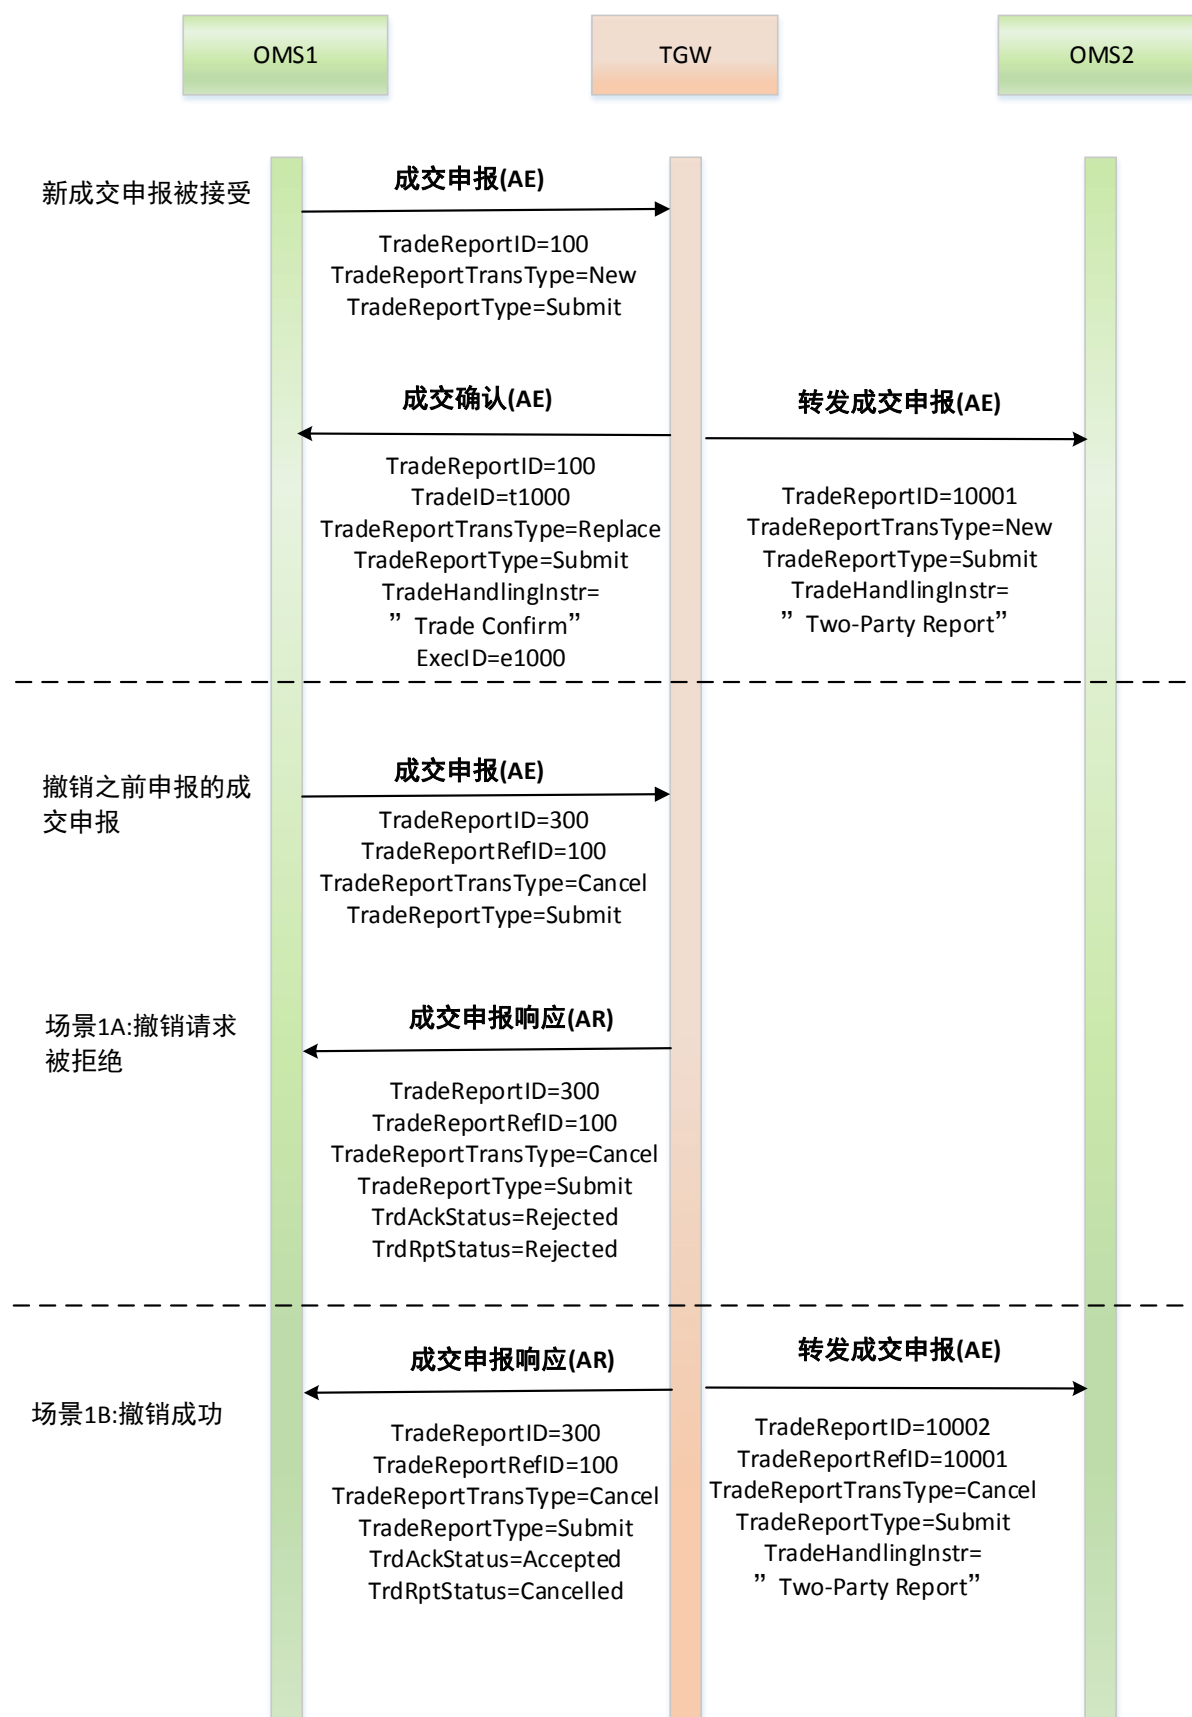 OMS1
TGW
OMS2
新成交申报被接受
成交申报(AE)
TradeReportID=100
TradeReportTransType=New
TradeReportType=Submit
成交确认(AE)
TradeReportID=100
TradeID=t1000
TradeReportTransType=Replace
TradeReportType=Submit
TradeHandlingInstr=
”Trade Confirm”
ExecID=e1000
转发成交申报(AE)
TradeReportID=10001
TradeReportTransType=New
TradeReportType=Submit
TradeHandlingInstr=
”Two-Party Report”
撤销之前申报的成
交申报
成交申报(AE)
TradeReportID=300
TradeReportRefID=100
TradeReportTransType=Cancel
TradeReportType=Submit
场景1A:撤销请求
被拒绝
成交申报响应(AR)
TradeReportID=300
TradeReportRefID=100
TradeReportTransType=Cancel
TradeReportType=Submit
TrdAckStatus=Rejected
TrdRptStatus=Rejected
场景1B:撤销成功
成交申报响应(AR)
TradeReportID=300
TradeReportRefID=100
TradeReportTransType=Cancel
TradeReportType=Submit
TrdAckStatus=Accepted
TrdRptStatus=Cancelled
转发成交申报(AE)
TradeReportID=10002
TradeReportRefID=10001
TradeReportTransType=Cancel
TradeReportType=Submit
TradeHandlingInstr=
”Two-Party Report”